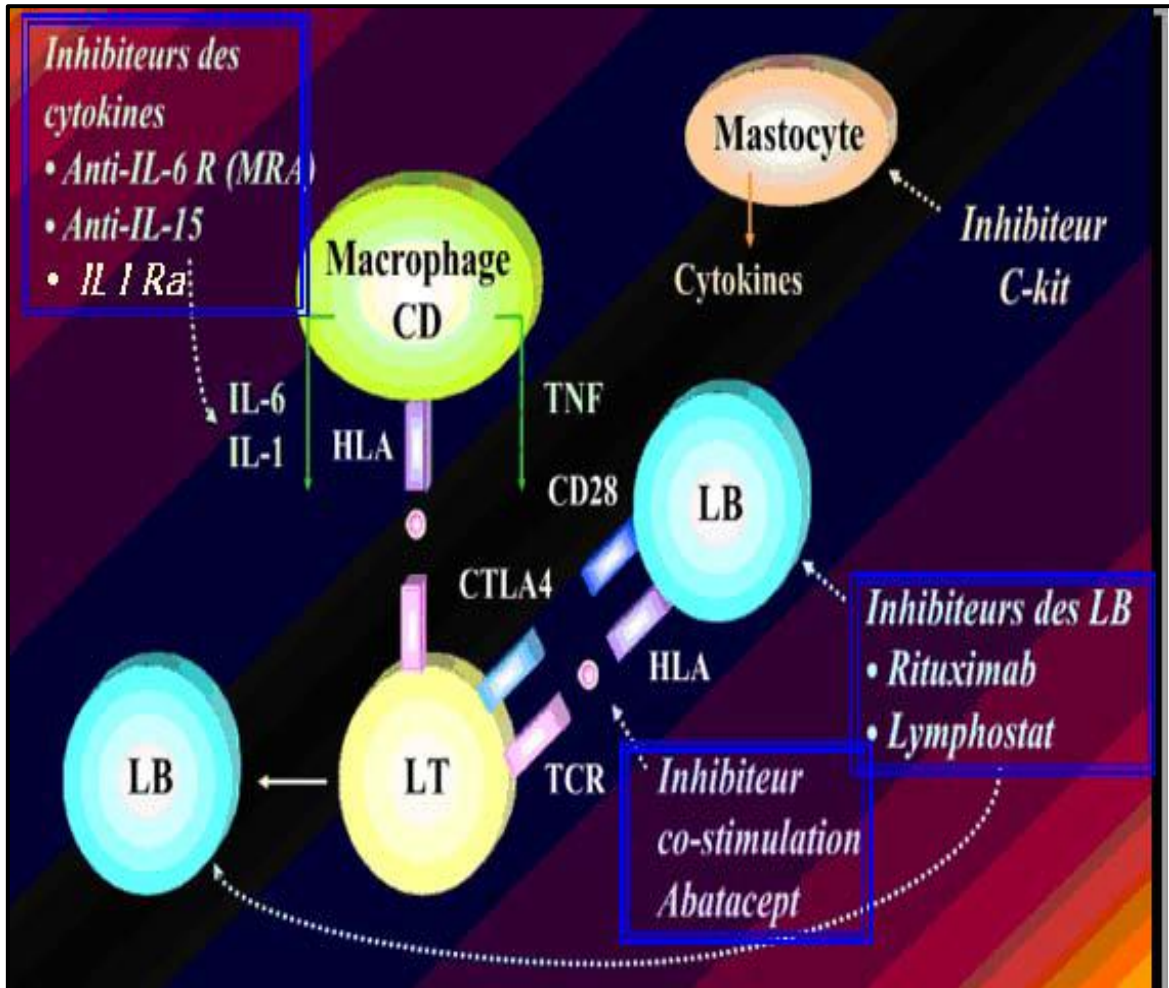 Inhibiteurs des
cytokines
• Anti-IL-6 R (MRA)
• Anti-IL-15
• IL 1 Ra
Mastocyte
Cytokines
Inhibiteur
C-kit
Macrophage
CD
IL-6
IL-1
HLA
TNF
CD28
LB
CTLA4
HLA
Inhibiteurs des LB
• Rituximab
• Lymphostat
LB
LT
TCR
Inhibiteur
co-stimulation
Abatacept